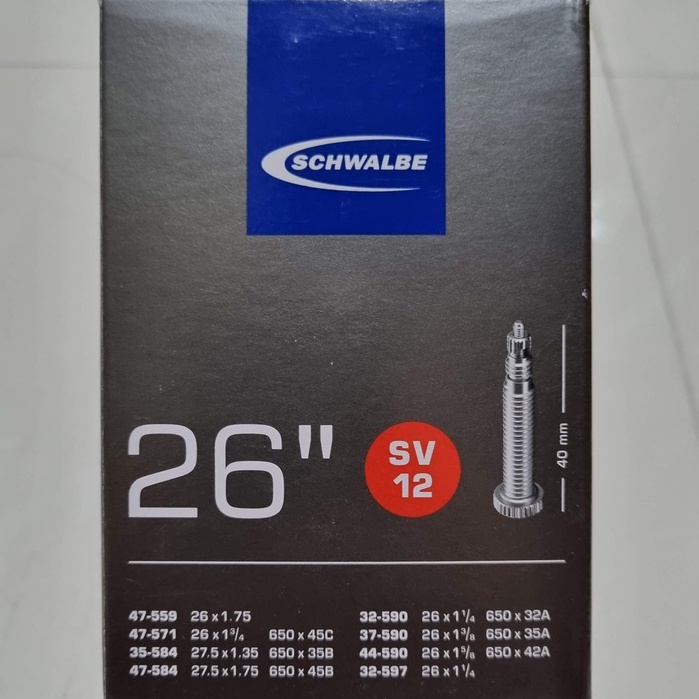 SCHWALBE
26"
SV
12
40 mm
47-559 26 x 1.75
47-571 26 x 1³/₄ 650 x 45C
35-584 27.5 x 1.35 650 x 35B
47-584 27.5 x 1.75 650 x 45B
32-590 26 x 1¹/₄ 650 x 32A
37-590 26 x 1³/₈ 650 x 35A
44-590 26 x 1⁵/₈ 650 x 42A
32-597 26 x 1¹/₄